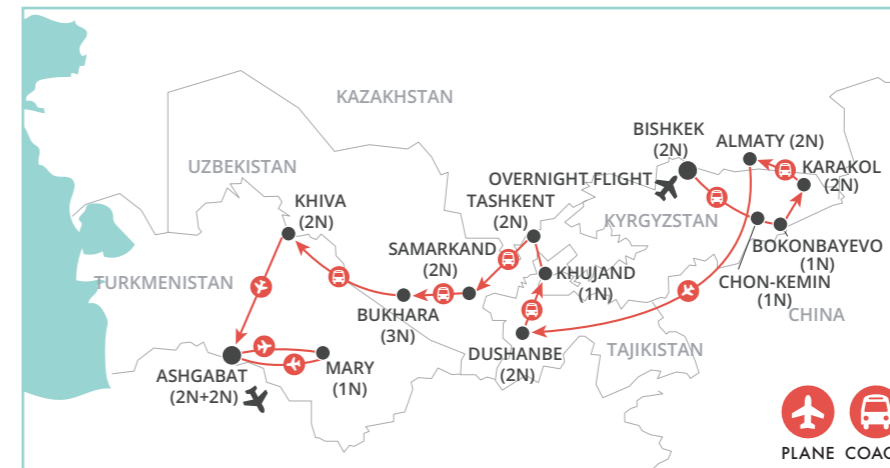 KAZAKHSTAN
UZBEKISTAN
TURKMENISTAN
KYRGYZSTAN
TAJIKISTAN
CHINA
BISHKEK
(2N)
ALMATY (2N)
KARAKOL
(2N)
OVERNIGHT FLIGHT
TASHKENT
(2N)
KHIVA
(2N)
SAMARKAND
(2N)
KHUJAND
(1N)
BOKONBAYEVO
(1N)
CHON-KEMIN
(1N)
BUKHARA
(3N)
DUSHANBE
(2N)
ASHGABAT
(2N+2N)
MARY
(1N)
PLANE
COAC